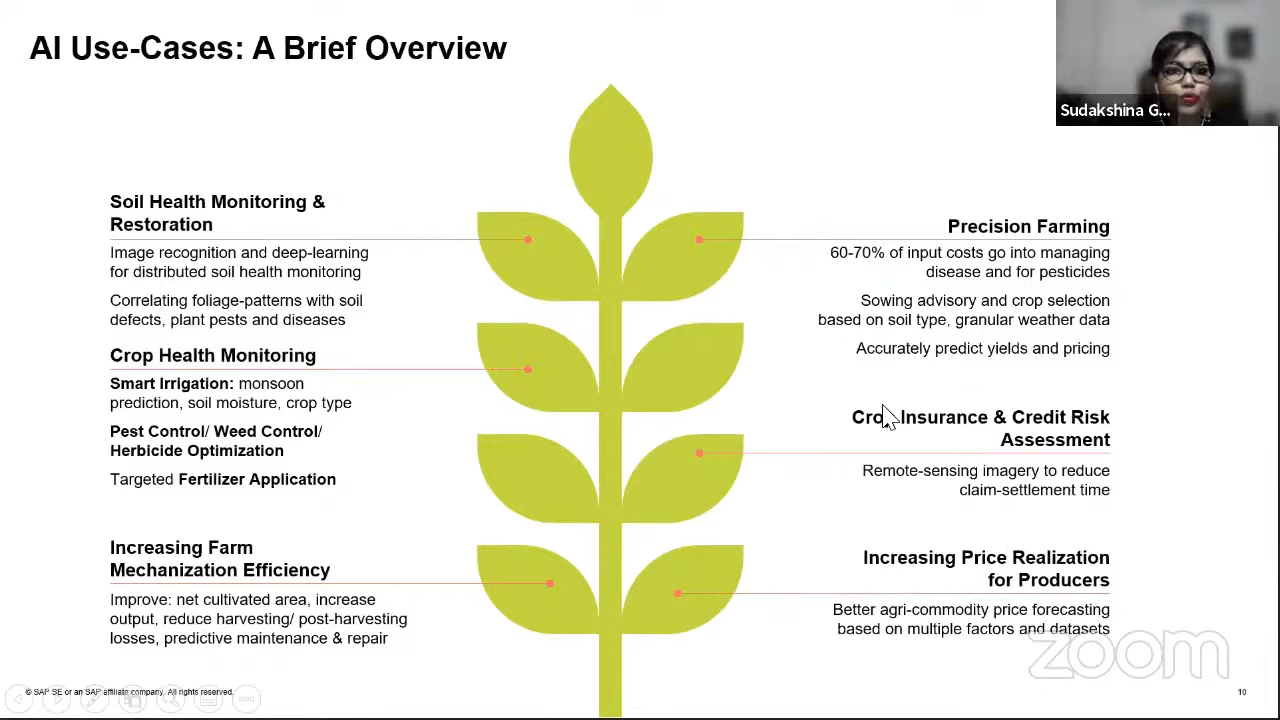 AI Use-Cases: A Brief Overview
Sudakshina G...
Soil Health Monitoring &
Restoration
Image recognition and deep-learning
for distributed soil health monitoring
Correlating foliage-patterns with soil
defects, plant pests and diseases
Crop Health Monitoring
Smart Irrigation: monsoon
prediction, soil moisture, crop type
Pest Control/ Weed Control/
Herbicide Optimization
Targeted Fertilizer Application
Increasing Farm
Mechanization Efficiency
Improve: net cultivated area, increase
output, reduce harvesting/ post-harvesting
losses, predictive maintenance & repair
Precision Farming
60-70% of input costs go into managing
disease and for pesticides
Sowing advisory and crop selection
based on soil type, granular weather data
Accurately predict yields and pricing
Crop Insurance & Credit Risk
Assessment
Remote-sensing imagery to reduce
claim-settlement time
Increasing Price Realization
for Producers
Better agri-commodity price forecasting
based on multiple factors and datasets
zoom
© SAP SE or an SAP affiliate company. All rights reserved.
10